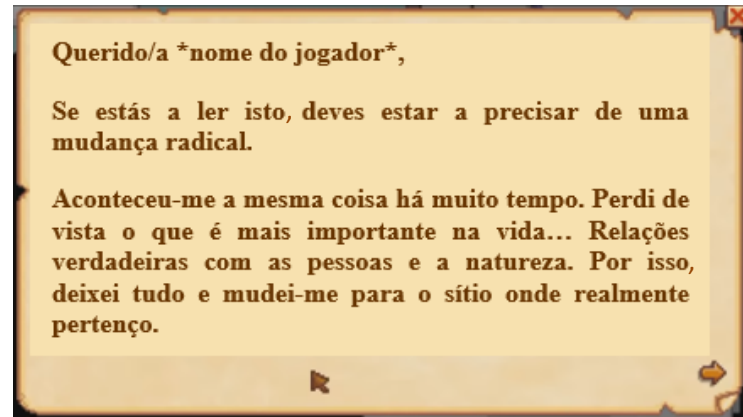 Querido/a *nome do jogador*,
Se estás a ler isto, deves estar a precisar de uma
mudança radical.
Aconteceu-me a mesma coisa há muito tempo. Perdi de
vista o que é mais importante na vida… Relações
verdadeiras com as pessoas e a natureza. Por isso,
deixei tudo e mudei-me para o sítio onde realmente
pertenço.